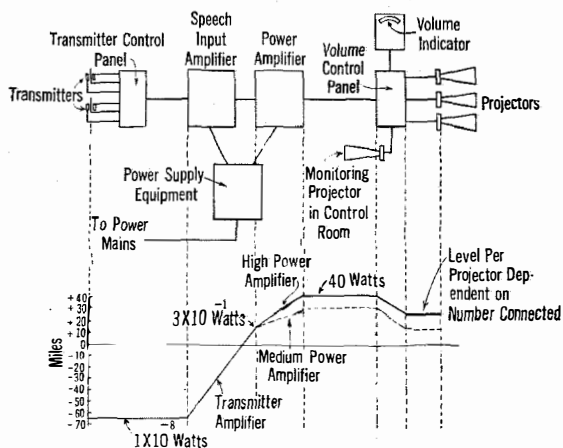 Transmitter Control
Panel
Transmitters
Speech
Input
Amplifier
Power
Amplifier
Volume
Control
Panel
Volume
Indicator
Projectors
Power Supply
Equipment
To Power
Mains
Monitoring
Projector
in Control
Room
High Power
Amplifier
40 Watts
Level Per
Projector Dep-
endent on
Number Connected
3X10⁻¹ Watts
Medium Power
Amplifier
Transmitter
Amplifier
1X10⁻⁸ Watts
Miles
+40
+30
+20
+10
0
-10
-20
-30
-40
-50
-60
-70